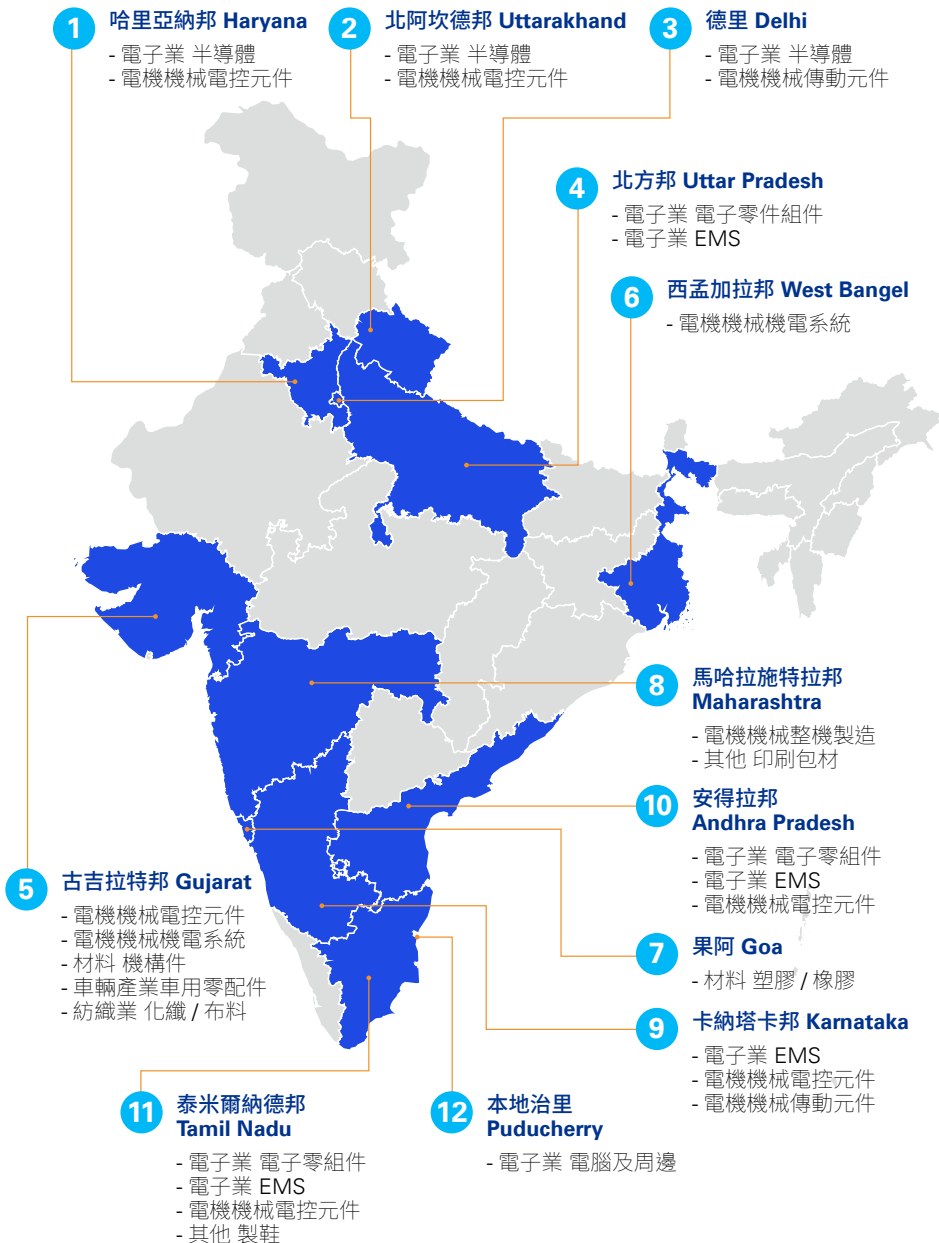 1
哈里亞納邦 Haryana
- 電子業 半導體
- 電機機械電控元件
2
北阿坎德邦 Uttarakhand
- 電子業 半導體
- 電機機械電控元件
3
德里 Delhi
- 電子業 半導體
- 電機機械傳動元件
4
北方邦 Uttar Pradesh
- 電子業 電子零件組件
- 電子業 EMS
6
西孟加拉邦 West Bangel
- 電機機械機電系統
8
馬哈拉施特拉邦
Maharashtra
- 電機機械整機製造
- 其他 印刷包材
10
安得拉邦
Andhra Pradesh
- 電子業 電子零組件
- 電子業 EMS
- 電機機械電控元件
5
古吉拉特邦 Gujarat
- 電機機械電控元件
- 電機機械機電系統
- 材料 機構件
- 車輛產業車用零配件
- 紡織業 化纖 / 布料
7
果阿 Goa
- 材料 塑膠 / 橡膠
9
卡納塔卡邦 Karnataka
- 電子業 EMS
- 電機機械電控元件
- 電機機械傳動元件
11
泰米爾納德邦
Tamil Nadu
- 電子業 電子零組件
- 電子業 EMS
- 電機機械電控元件
- 其他 製鞋
12
本地治里
Puducherry
- 電子業 電腦及周邊